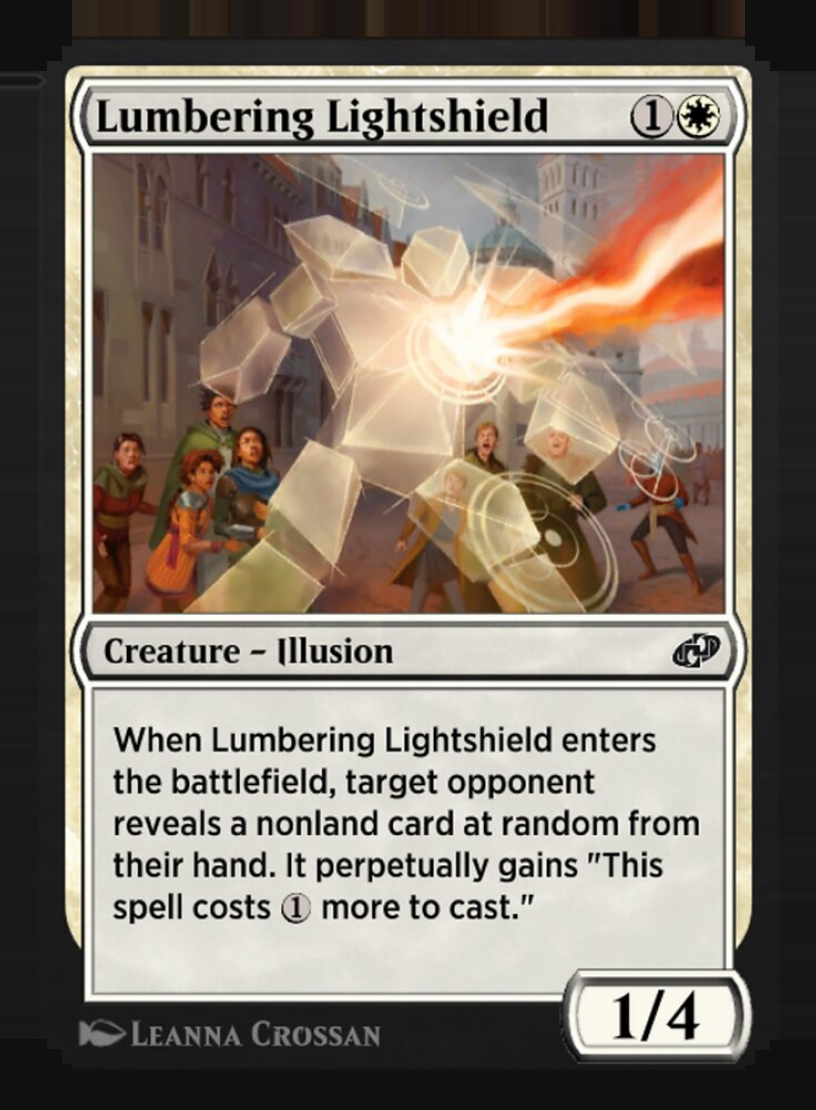 Lumbering Lightshield 1
Creature – Illusion
When Lumbering Lightshield enters
the battlefield, target opponent
reveals a nonland card at random from
their hand. It perpetually gains "This
spell costs 1 more to cast."
1/4
LEANNA CROSSAN